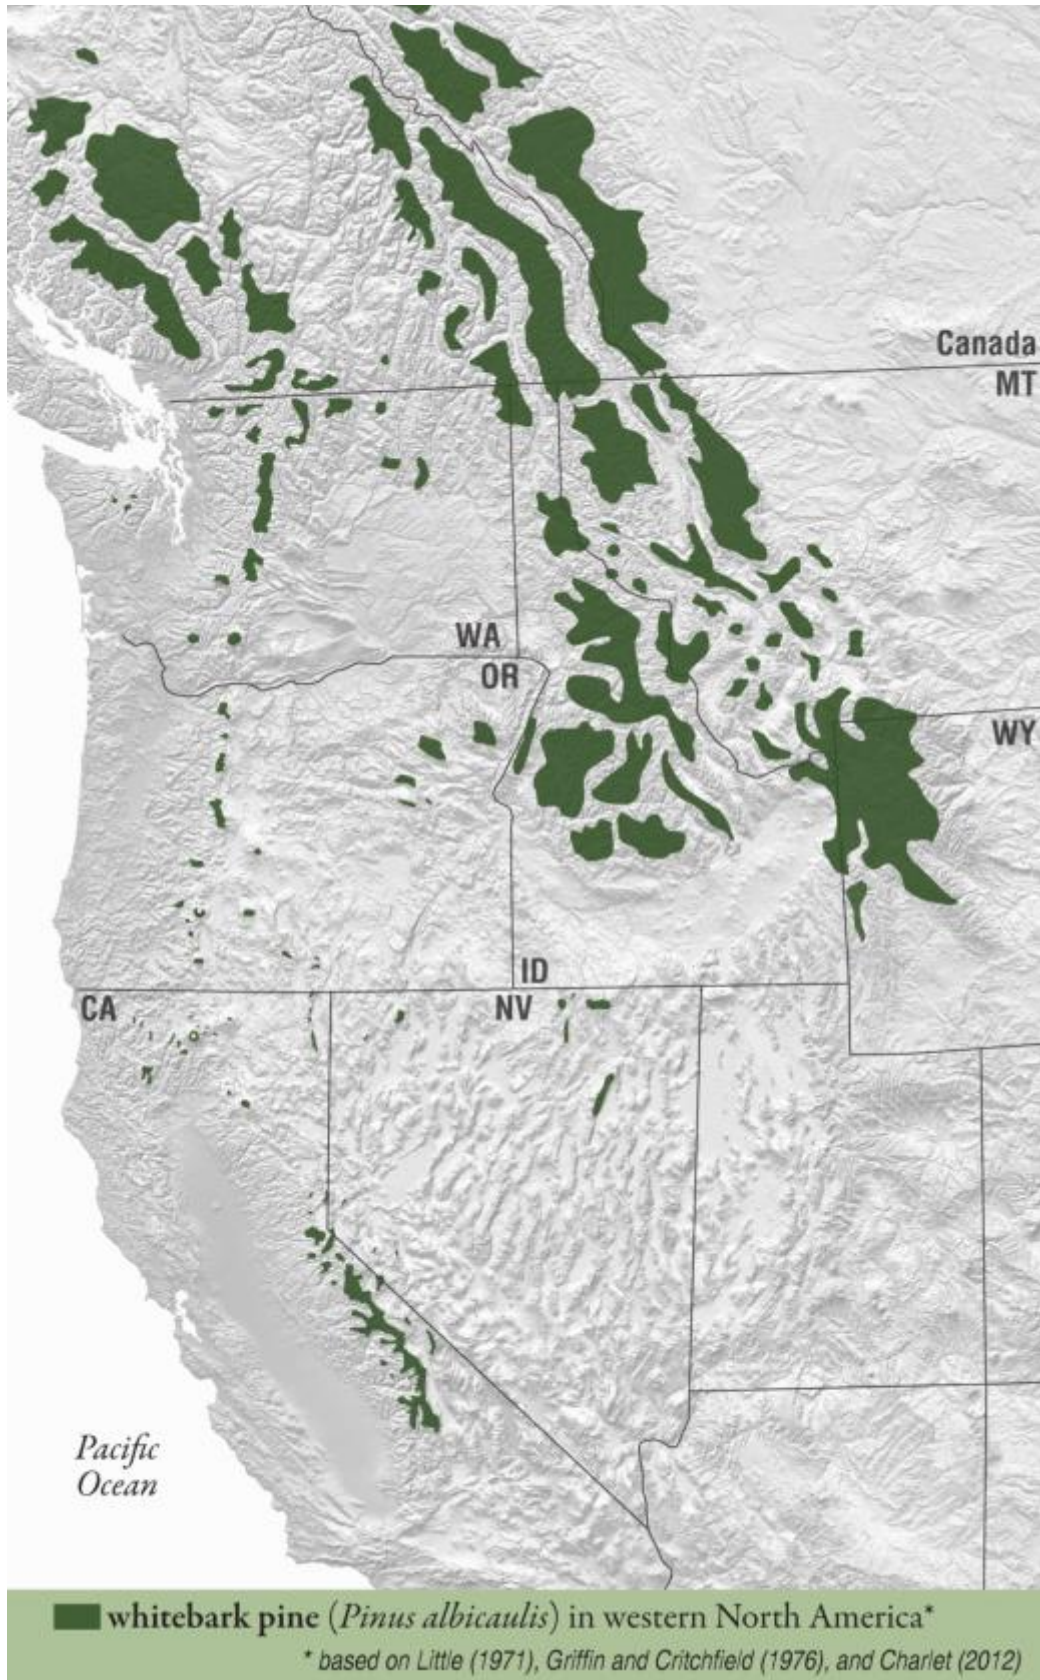 Canada
MT
WA
OR
WY
ID
CA
NV
Pacific
Ocean
whitebark pine (Pinus albicaulis) in western North America*
* based on Little (1971), Griffin and Critchfield (1976), and Charlet (2012)